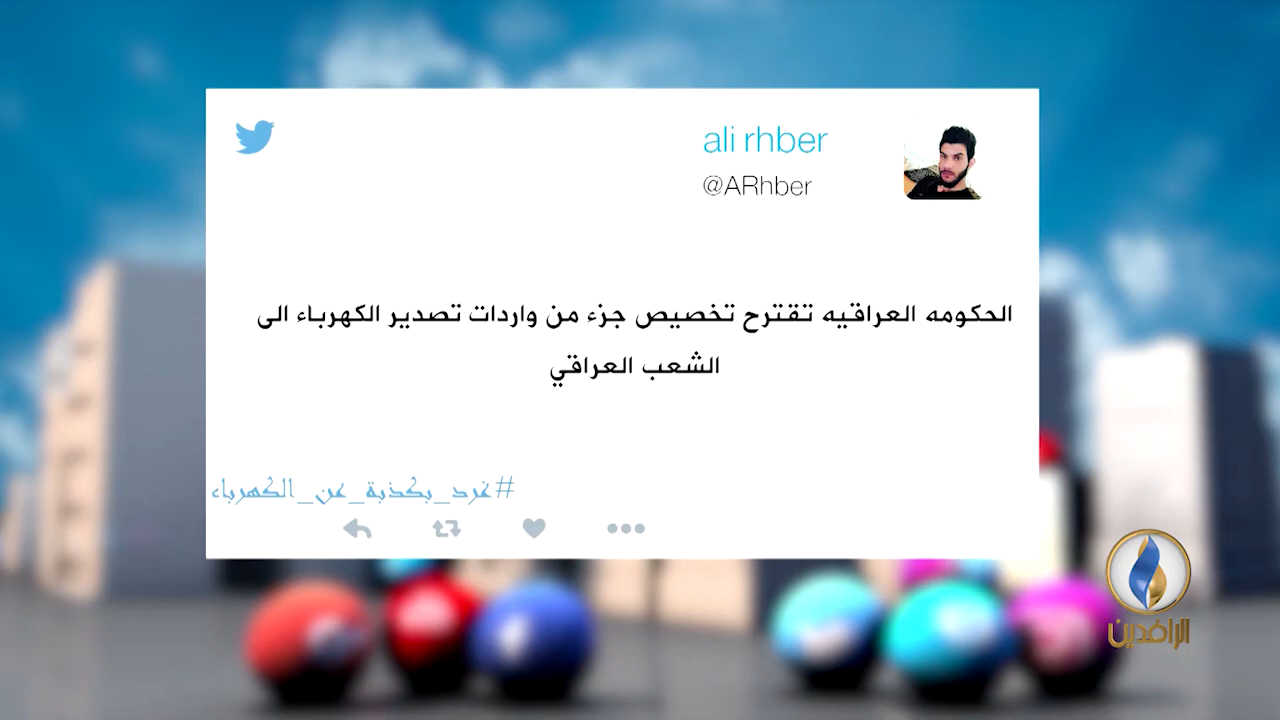 ali rhber
@ARhber
الحكومه العراقيه تقترح تخصيص جزء من واردات تصدير الكهرباء الى
الشعب العراقي
#غرد_بكذبة_عن_الكهرباء
الرافدين